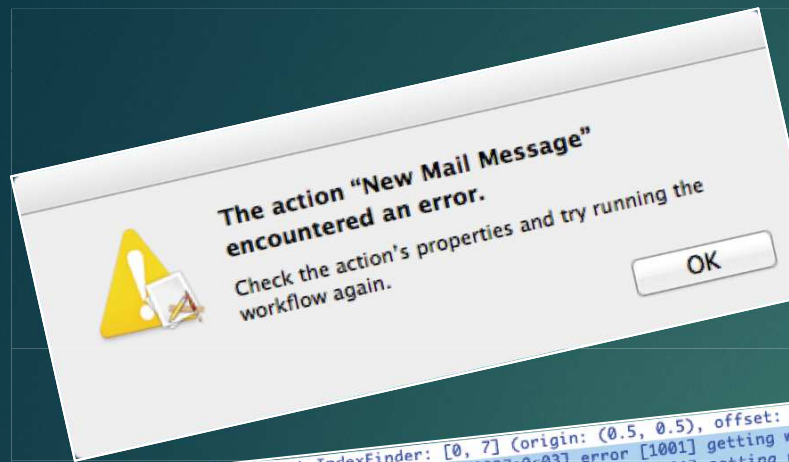 The action “New Mail Message”
encountered an error.
Check the action’s properties and try running the
workflow again.
OK
IndexFinder: [0, 7] (origin: (0.5, 0.5), offset:
error [1001] getting